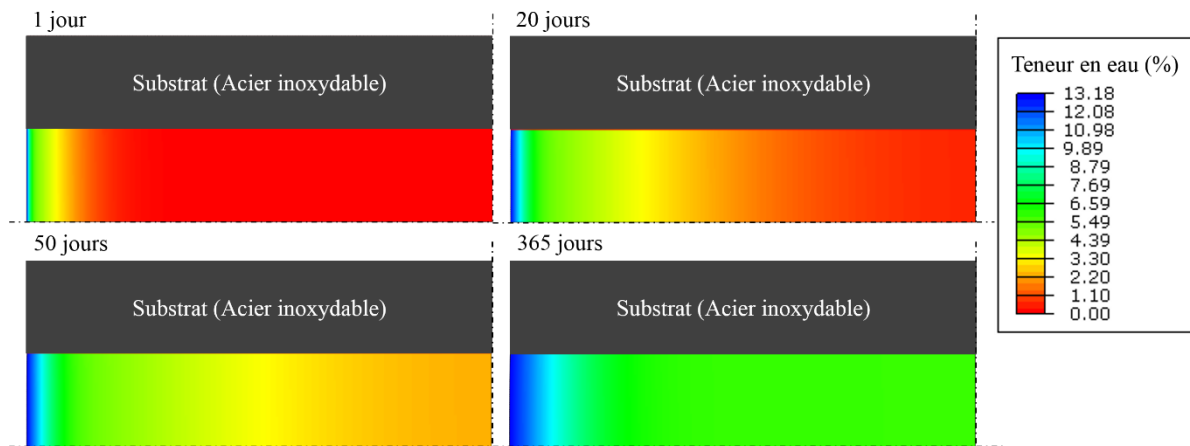 1 jour
20 jours
Substrat (Acier inoxydable)
Substrat (Acier inoxydable)
50 jours
365 jours
Substrat (Acier inoxydable)
Substrat (Acier inoxydable)
Teneur en eau (%)
13.18
12.08
10.98
9.89
8.79
7.69
6.59
5.49
4.39
3.30
2.20
1.10
0.00